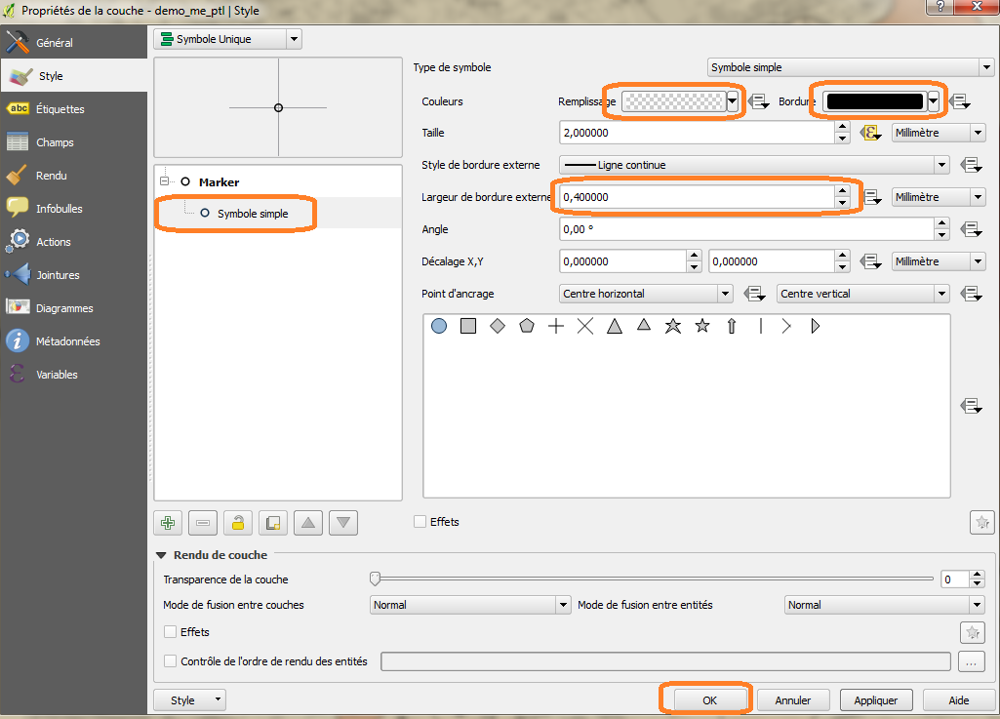 Propriétés de la couche - demo_me_ptl | Style
?
X
Général
Style
abc Étiquettes
Champs
Rendu
Infobulles
Actions
Jointures
Diagrammes
i Métadonnées
Variables
Symbole Unique
Marker
Symbole simple
Type de symbole
Symbole simple
Couleurs
Remplissage
Bordure
Taille
2,000000
Millimètre
Style de bordure externe
Ligne continue
Largeur de bordure externe
0,400000
Millimètre
Angle
0,00 °
Décalage X,Y
0,000000
0,000000
Millimètre
Point d'ancrage
Centre horizontal
Centre vertical
Effets
Rendu de couche
Transparence de la couche
0
Mode de fusion entre couches
Normal
Mode de fusion entre entités
Normal
Effets
Contrôle de l'ordre de rendu des entités
...
Style
OK
Annuler
Appliquer
Aide